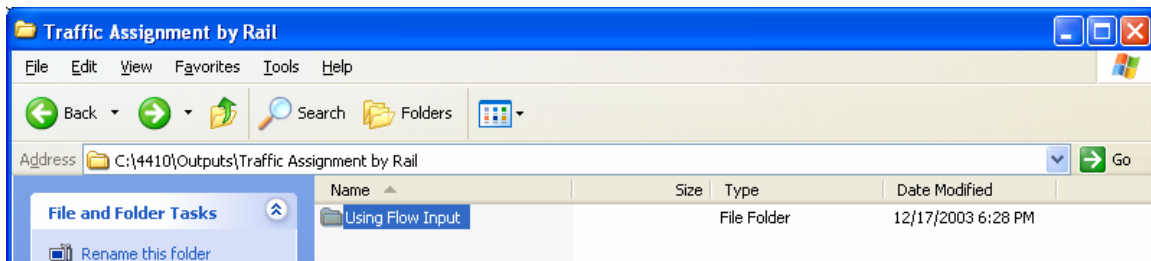 Traffic Assignment by Rail
File Edit View Favorites Tools Help
Back Search Folders
Address C:\4410\Outputs\Traffic Assignment by Rail Go
Name Size Type Date Modified
File and Folder Tasks
Using Flow Input File Folder 12/17/2003 6:28 PM
Rename this folder